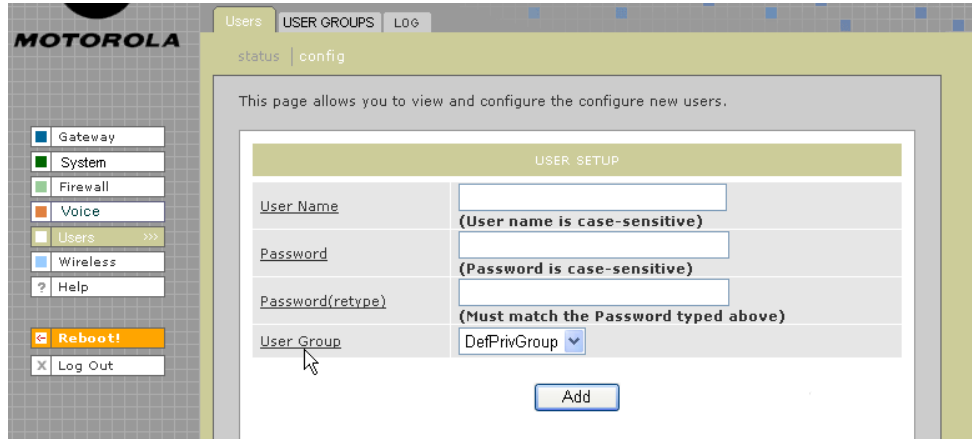 MOTOROLA
Users USER GROUPS LOG
status config
This page allows you to view and configure the configure new users.
Gateway
System
Firewall
Voice
Users >>>
Wireless
? Help
Reboot!
X Log Out
USER SETUP
User Name
(User name is case-sensitive)
Password
(Password is case-sensitive)
Password(retype)
(Must match the Password typed above)
User Group DefPrivGroup
Add